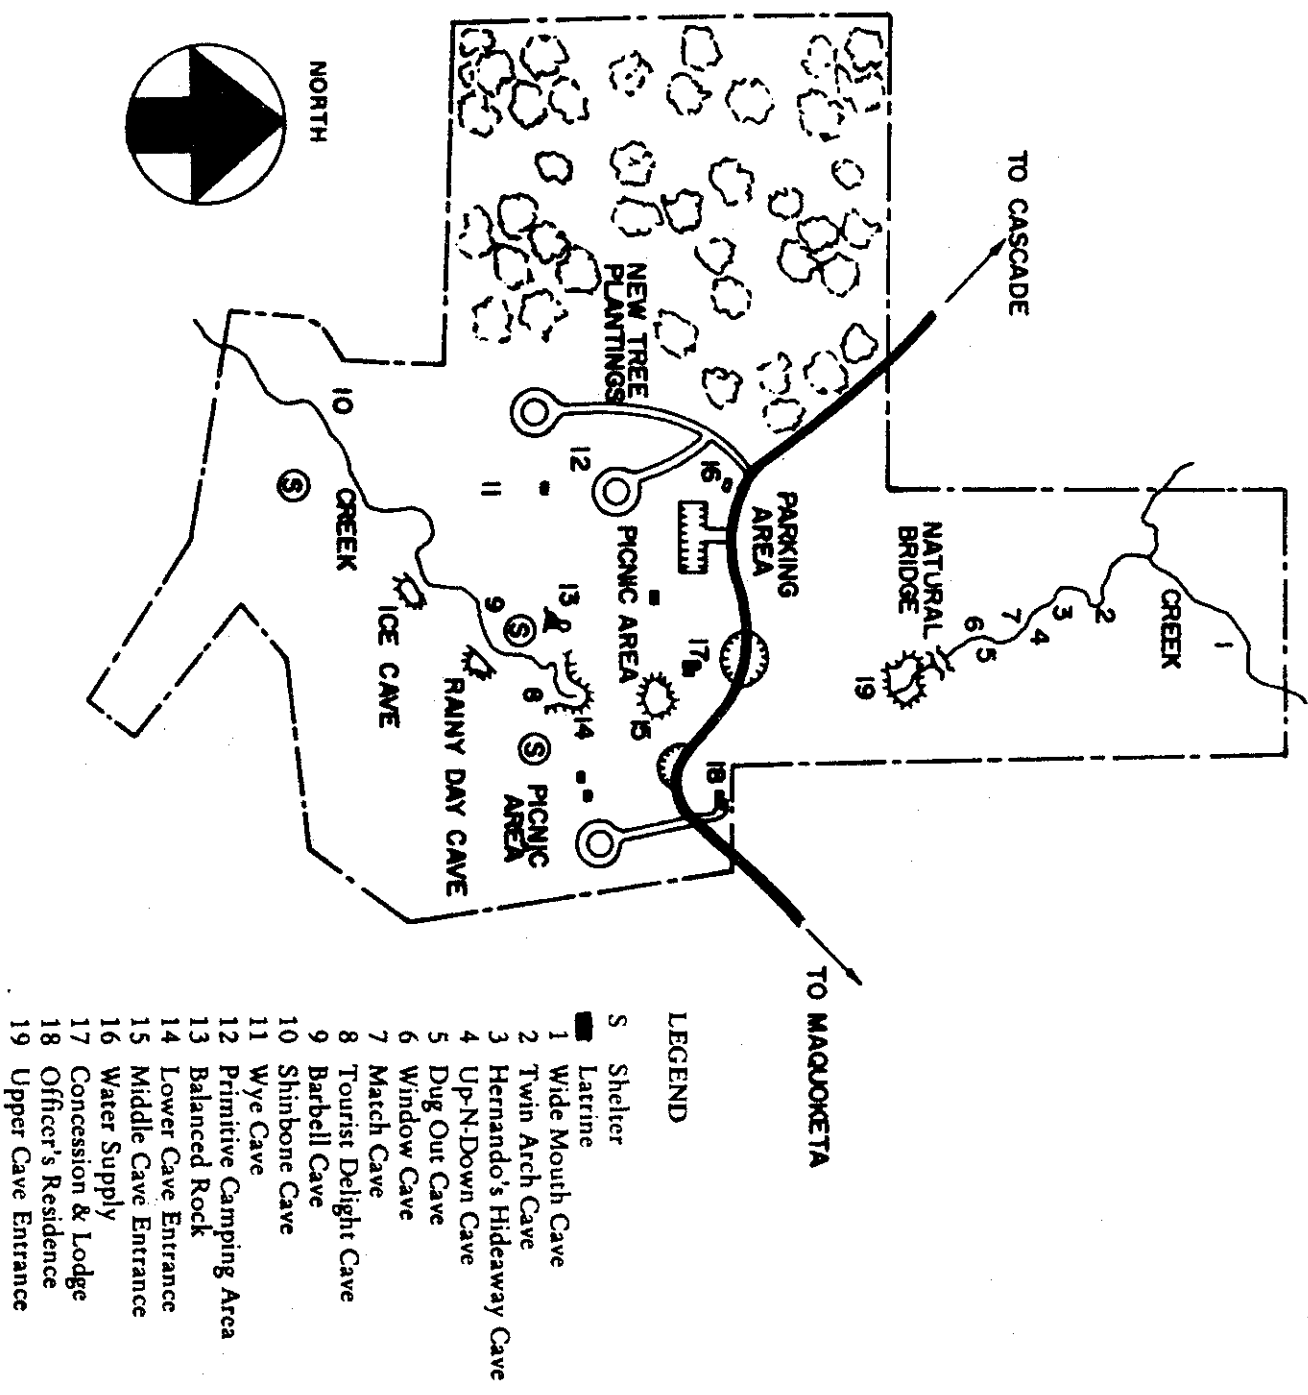 NORTH
TO CASCADE
NEW TREE
PLANTINGS
PARKING
AREA
NATURAL
BRIDGE
CREEK
1
2
3
4
7
6
5
19
16
12
PICNIC AREA
17
15
18
10
11
S
CREEK
ICE CAVE
9
S
13
14
8
S
RAINY DAY CAVE
PICNIC
AREA
TO MAQUOKETA
LEGEND
S Shelter
Latrine
1 Wide Mouth Cave
2 Twin Arch Cave
3 Hernando's Hideaway Cave
4 Up-N-Down Cave
5 Dug Out Cave
6 Window Cave
7 Match Cave
8 Tourist Delight Cave
9 Barbell Cave
10 Shinbone Cave
11 Wye Cave
12 Primitive Camping Area
13 Balanced Rock
14 Lower Cave Entrance
15 Middle Cave Entrance
16 Water Supply
17 Concession & Lodge
18 Officer's Residence
19 Upper Cave Entrance